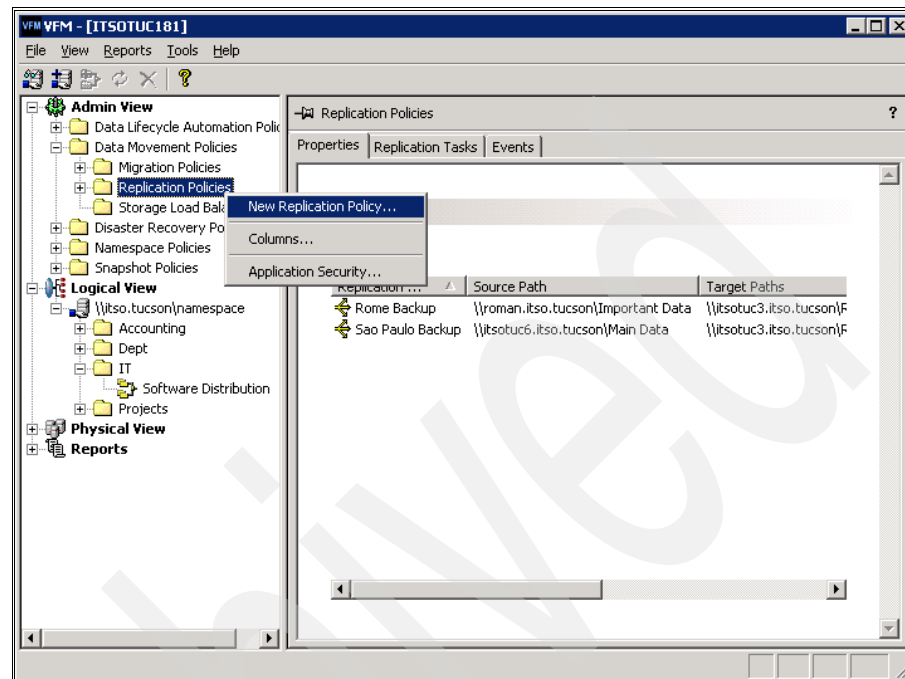 VFM VFM - [ITSOTUC181]
File View Reports Tools Help
Admin View
Data Lifecycle Automation Polic
Data Movement Policies
Migration Policies
Replication Policies
Storage Load Bala
Disaster Recovery Po
Namespace Policies
Snapshot Policies
Logical View
\\itso.tucson\namespace
Accounting
Dept
IT
Software Distribution
Projects
Physical View
Reports
Replication Policies ?
Properties Replication Tasks Events
New Replication Policy...
Columns...
Application Security...
Replication ... Source Path Target Paths
Rome Backup \\roman.itso.tucson\Important Data \\itsotuc3.itso.tucson\R
Sao Paulo Backup \\itsotuc6.itso.tucson\Main Data \\itsotuc3.itso.tucson\R
hived